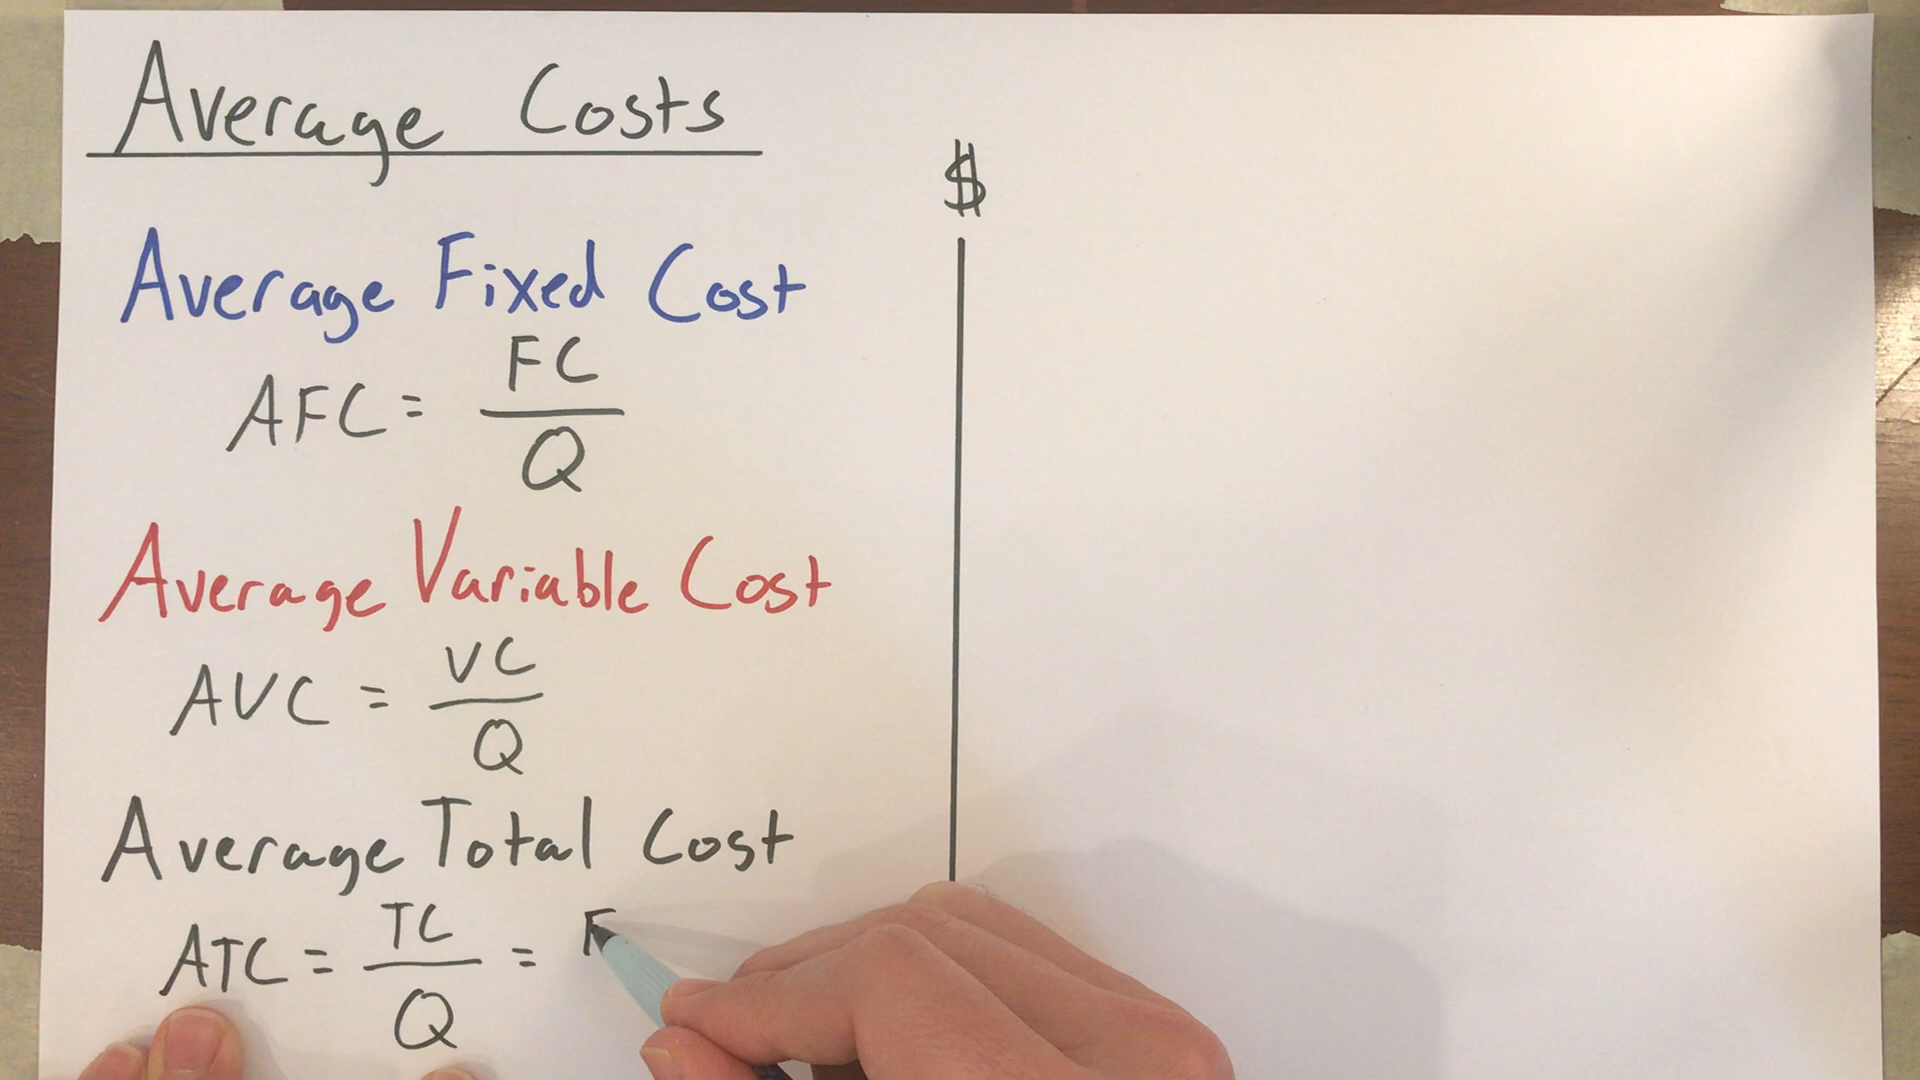 Average Costs
$
Average Fixed Cost
AFC = FC / Q
Average Variable Cost
AVC = VC / Q
Average Total Cost
ATC = TC / Q = F